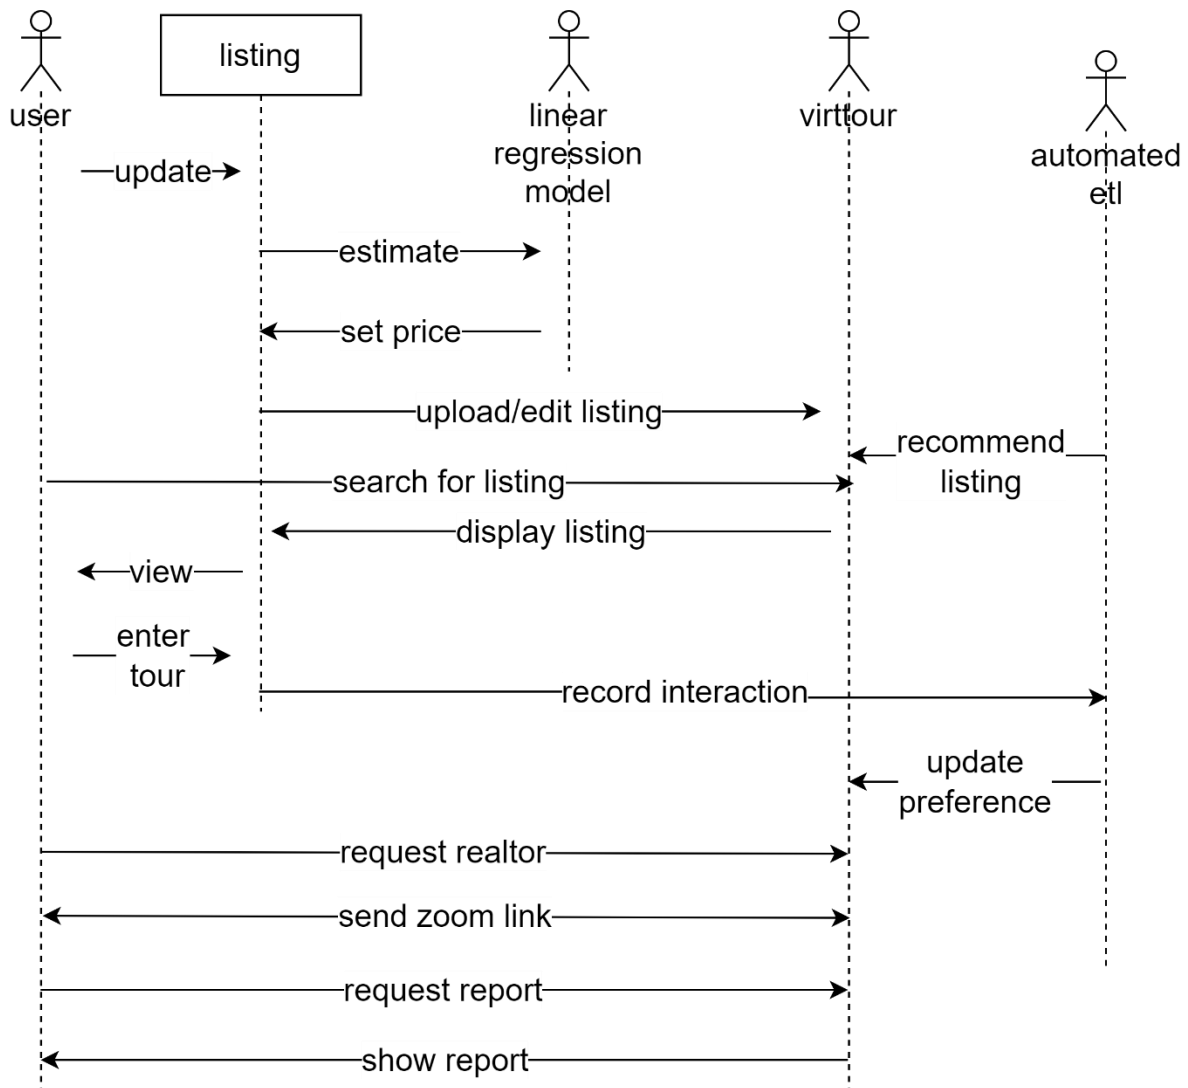 user
listing
linear
regression
model
virttour
automated
etl
update
estimate
set price
upload/edit listing
recommend
listing
search for listing
display listing
view
enter
tour
record interaction
update
preference
request realtor
send zoom link
request report
show report